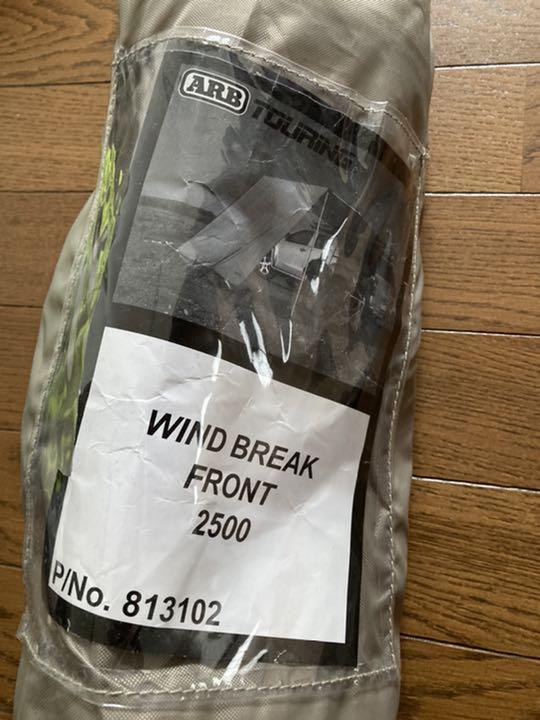 ARB
TOURING
WIND BREAK
FRONT
2500
P/No. 813102